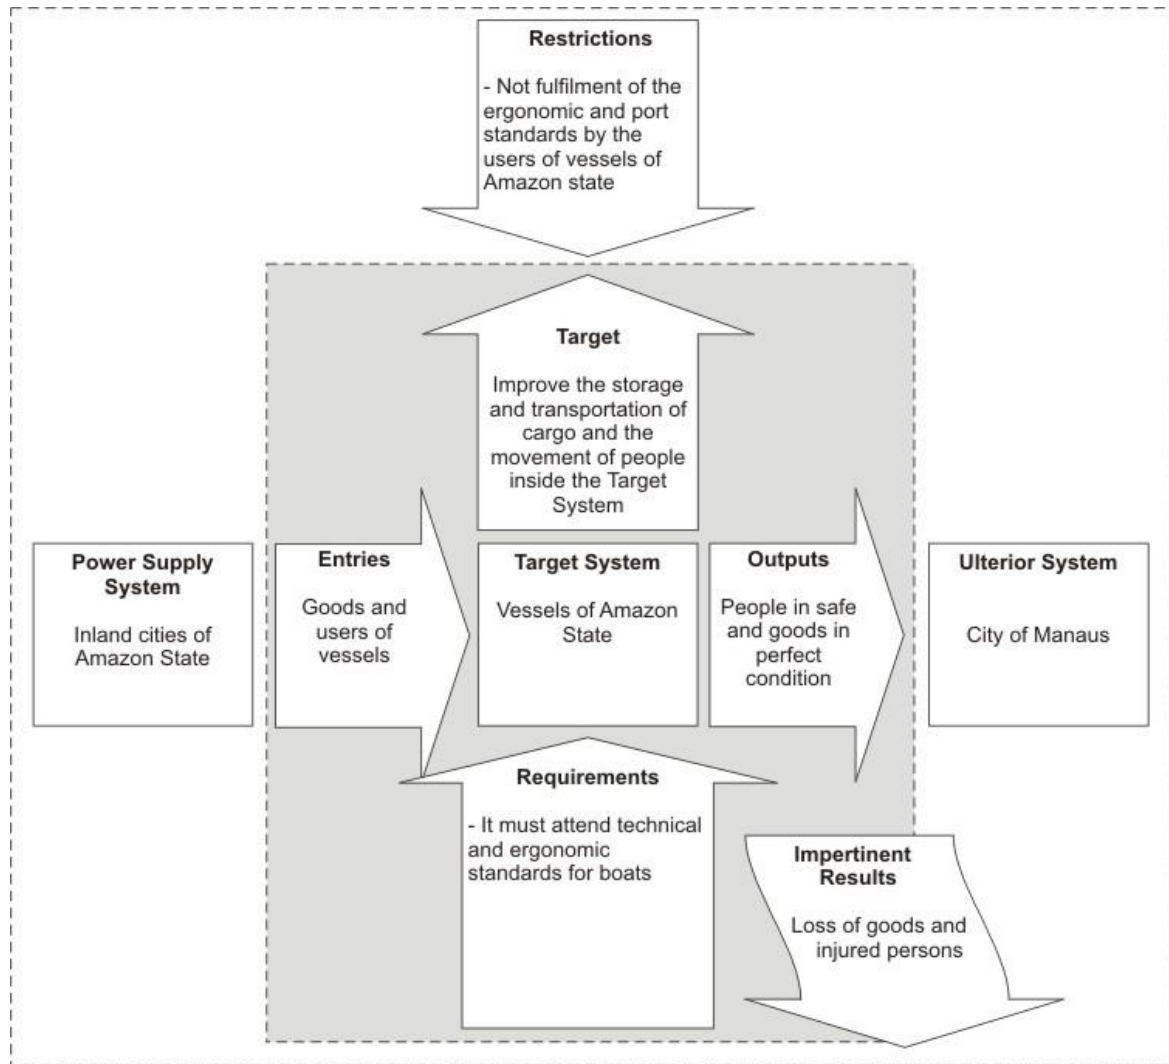 Restrictions
- Not fulfilment of the
ergonomic and port
standards by the
users of vessels of
Amazon state
Target
Improve the storage
and transportation of
cargo and the
movement of people
inside the Target
System
Power Supply
System
Inland cities of
Amazon State
Entries
Goods and
users of
vessels
Target System
Vessels of Amazon
State
Outputs
People in safe
and goods in
perfect
condition
Ulterior System
City of Manaus
Requirements
- It must attend technical
and ergonomic
standards for boats
Impertinent
Results
Loss of goods and
injured persons